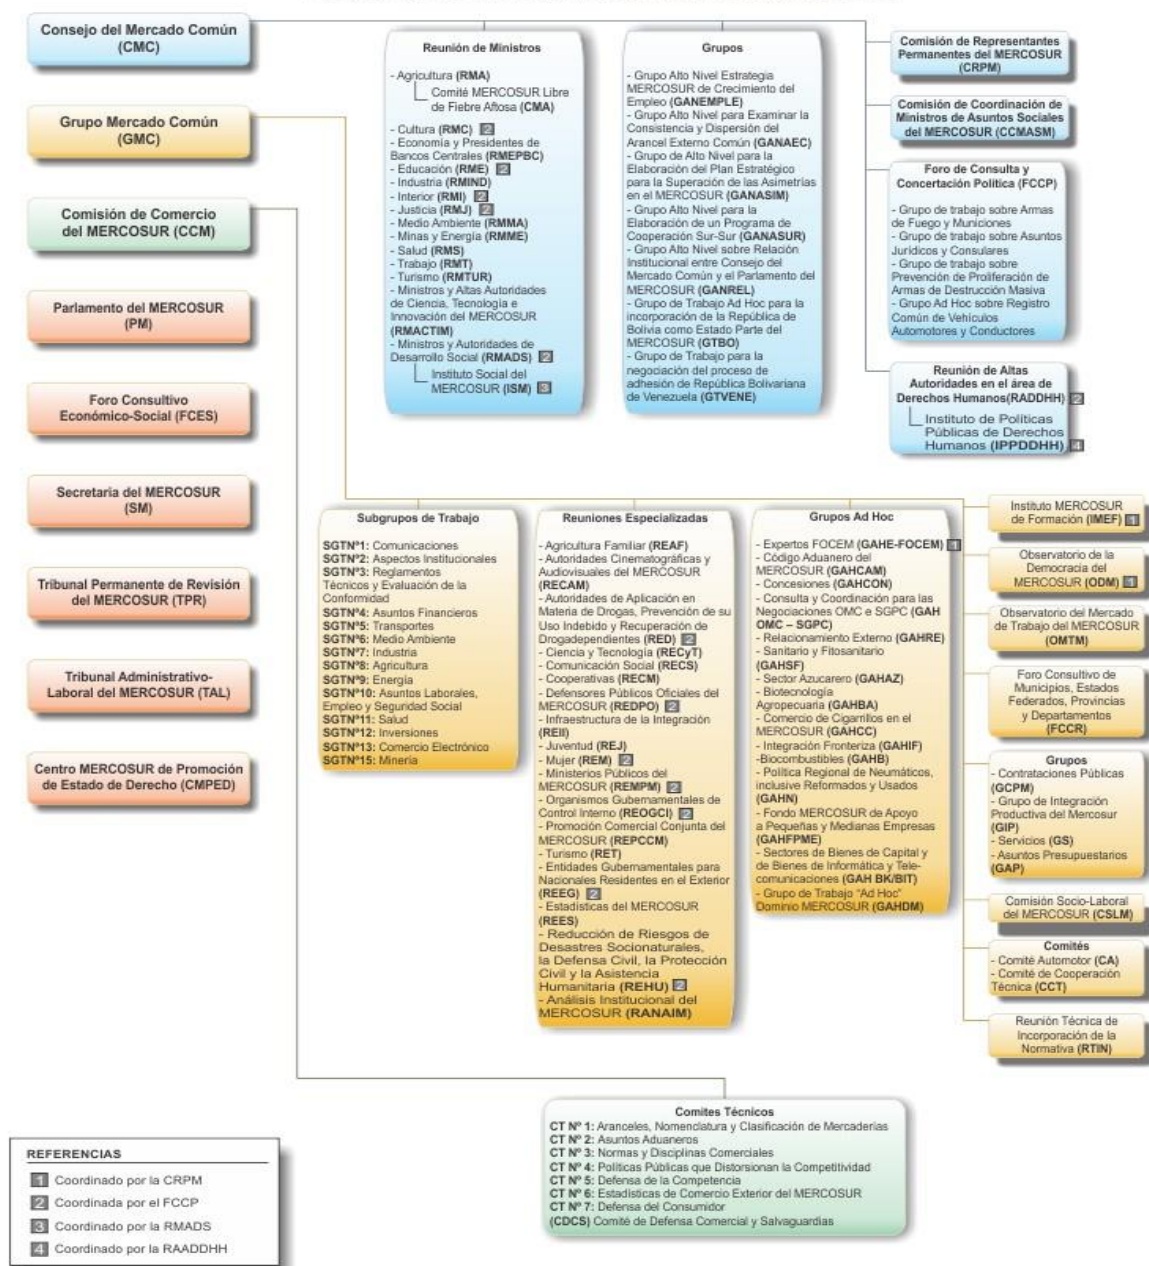 Consejo del Mercado Común
(CMC)
Grupo Mercado Común
(GMC)
Comisión de Comercio
del MERCOSUR (CCM)
Parlamento del MERCOSUR
(PM)
Foro Consultivo
Económico-Social (FCES)
Secretaria del MERCOSUR
(SM)
Tribunal Permanente de Revisión
del MERCOSUR (TPR)
Tribunal Administrativo-
Laboral del MERCOSUR (TAL)
Centro MERCOSUR de Promoción
de Estado de Derecho (CMPED)
Reunión de Ministros
- Agricultura (RMA)
Comité MERCOSUR Libre
de Fiebre Aftosa (CMA)
- Cultura (RMC) 2
- Economía y Presidentes de
Bancos Centrales (RMEPBC)
- Educación (RME) 2
- Industria (RMIND)
- Interior (RMI) 2
- Justicia (RMJ) 2
- Medio Ambiente (RMMA)
- Minas y Energía (RMME)
- Salud (RMS)
- Trabajo (RMT)
- Turismo (RMTUR)
- Ministros y Altas Autoridades
de Ciencia, Tecnología e
Innovación del MERCOSUR
(RMACTIM)
- Ministros y Autoridades de
Desarrollo Social (RMADS) 2
Instituto Social del
MERCOSUR (ISM) 3
Grupos
- Grupo Alto Nivel Estrategia
MERCOSUR de Crecimiento del
Empleo (GANEMPLE)
- Grupo Alto Nivel para Examinar la
Consistencia y Dispersión del
Arancel Externo Común (GANAEC)
- Grupo de Alto Nivel para la
Elaboración del Plan Estratégico
para la Superación de las Asimetrías
en el MERCOSUR (GANASIM)
- Grupo Alto Nivel para la
Elaboración de un Programa de
Cooperación Sur-Sur (GANASUR)
- Grupo Alto Nivel sobre Relación
Institucional entre Consejo del
Mercado Común y el Parlamento del
MERCOSUR (GANREL)
- Grupo de Trabajo Ad Hoc para la
incorporación de la República de
Bolivia como Estado Parte del
MERCOSUR (GTBO)
- Grupo de Trabajo para la
negociación del proceso de
adhesión de República Bolivariana
de Venezuela (GTVENE)
Comisión de Representantes
Permanentes del MERCOSUR
(CRPM)
Comisión de Coordinación de
Ministros de Asuntos Sociales
del MERCOSUR (CCMASM)
Foro de Consulta y
Concertación Política (FCCP)
- Grupo de trabajo sobre Armas
de Fuego y Municiones
- Grupo de trabajo sobre Asuntos
Jurídicos y Consulares
- Grupo de trabajo sobre
Prevención de Proliferación de
Armas de Destrucción Masiva
- Grupo Ad Hoc sobre Registro
Común de Vehículos
Automotores y Conductores
Reunión de Altas
Autoridades en el área de
Derechos Humanos(RADDHH) 2
Instituto de Políticas
Públicas de Derechos
Humanos (IPPDDHH) 4
Subgrupos de Trabajo
SGTNº1: Comunicaciones
SGTNº2: Aspectos Institucionales
SGTNº3: Reglamentos
Técnicos y Evaluación de la
Conformidad
SGTNº4: Asuntos Financieros
SGTNº5: Transportes
SGTNº6: Medio Ambiente
SGTNº7: Industria
SGTNº8: Agricultura
SGTNº9: Energía
SGTNº10: Asuntos Laborales,
Empleo y Seguridad Social
SGTNº11: Salud
SGTNº12: Inversiones
SGTNº13: Comercio Electrónico
SGTNº15: Minería
Reuniones Especializadas
- Agricultura Familiar (REAF)
- Autoridades Cinematográficas y
Audiovisuales del MERCOSUR
(RECAM)
- Autoridades de Aplicación en
Materia de Drogas, Prevención de su
Uso Indebido y Recuperación de
Drogadependientes (RED) 2
- Ciencia y Tecnología (RECyT)
- Comunicación Social (RECS)
- Cooperativas (RECM)
- Defensores Públicos Oficiales del
MERCOSUR (REDPO) 2
- Infraestructura de la Integración
(REII)
- Juventud (REJ)
- Mujer (REM) 2
- Ministerios Públicos del
MERCOSUR (REMPM) 2
- Organismos Gubernamentales de
Control Interno (REOGCI) 2
- Promoción Comercial Conjunta del
MERCOSUR (REPCCM)
- Turismo (RET)
- Entidades Gubernamentales para
Nacionales Residentes en el Exterior
(REEG) 2
- Estadísticas del MERCOSUR
(REES)
- Reducción de Riesgos de
Desastres Socionaturales,
la Defensa Civil, la Protección
Civil y la Asistencia
Humanitaria (REHU) 2
- Análisis Institucional del
MERCOSUR (RANAIM)
Grupos Ad Hoc
- Expertos FOCEM (GAHE-FOCEM) 1
- Código Aduanero del
MERCOSUR (GAHCAM)
- Concesiones (GAHCON)
- Consulta y Coordinación para las
Negociaciones OMC e SGPC (GAH
OMC – SGPC)
- Relacionamiento Externo (GAHRE)
- Sanitario y Fitosanitario
(GAHSF)
- Sector Azucarero (GAHAZ)
- Biotecnología
Agropecuaria (GAHBA)
- Comercio de Cigarrillos en el
MERCOSUR (GAHCC)
- Integración Fronteriza (GAHIF)
-Biocombustibles (GAHB)
- Política Regional de Neumáticos,
inclusive Reformados y Usados
(GAHN)
- Fondo MERCOSUR de Apoyo
a Pequeñas y Medianas Empresas
(GAHFPME)
- Sectores de Bienes de Capital y
de Bienes de Informática y Tele-
comunicaciones (GAH BK/BIT)
- Grupo de Trabajo "Ad Hoc"
Dominio MERCOSUR (GAHDM)
Instituto MERCOSUR
de Formación (IMEF) 1
Observatorio de la
Democracia del
MERCOSUR (ODM) 1
Observatorio del Mercado
de Trabajo del MERCOSUR
(OMTM)
Foro Consultivo de
Municipios, Estados
Federados, Provincias
y Departamentos
(FCCR)
Grupos
- Contrataciones Públicas
(GCPM)
- Grupo de Integración
Productiva del Mercosur
(GIP)
- Servicios (GS)
- Asuntos Presupuestarios
(GAP)
Comisión Socio-Laboral
del MERCOSUR (CSLM)
Comités
- Comité Automotor (CA)
- Comité de Cooperación
Técnica (CCT)
Reunión Técnica de
Incorporación de la
Normativa (RTIN)
Comites Técnicos
CT Nº 1: Aranceles, Nomenclatura y Clasificación de Mercaderías
CT Nº 2: Asuntos Aduaneros
CT Nº 3: Normas y Disciplinas Comerciales
CT Nº 4: Políticas Públicas que Distorsionan la Competitividad
CT Nº 5: Defensa de la Competencia
CT Nº 6: Estadísticas de Comercio Exterior del MERCOSUR
CT Nº 7: Defensa del Consumidor
(CDCS) Comité de Defensa Comercial y Salvaguardias
REFERENCIAS
1 Coordinado por la CRPM
2 Coordinada por el FCCP
3 Coordinado por la RMADS
4 Coordinado por la RAADDHH